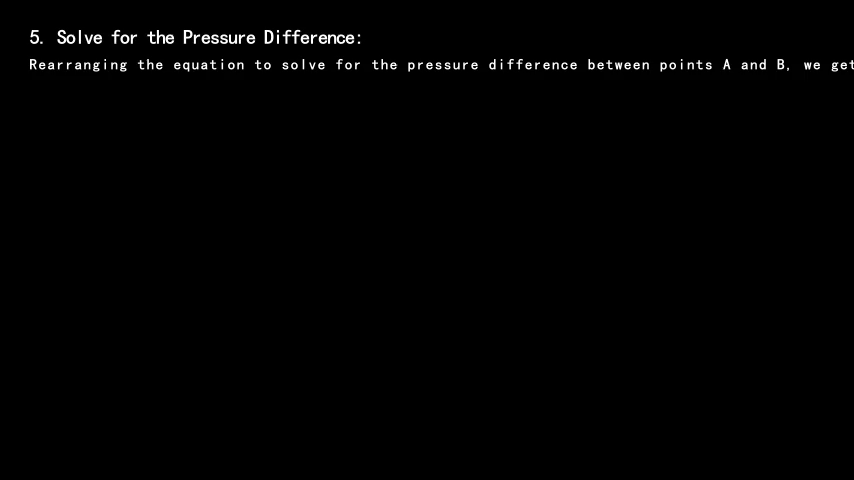 5. Solve for the Pressure Difference:
Rearranging the equation to solve for the pressure difference between points A and B, we get